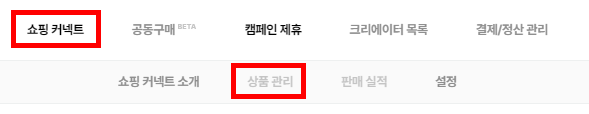 쇼핑 커넥트 공동구매 BETA 캠페인 제휴 크리에이터 목록 결제/정산 관리
쇼핑 커넥트 소개 상품 관리 판매 실적 설정